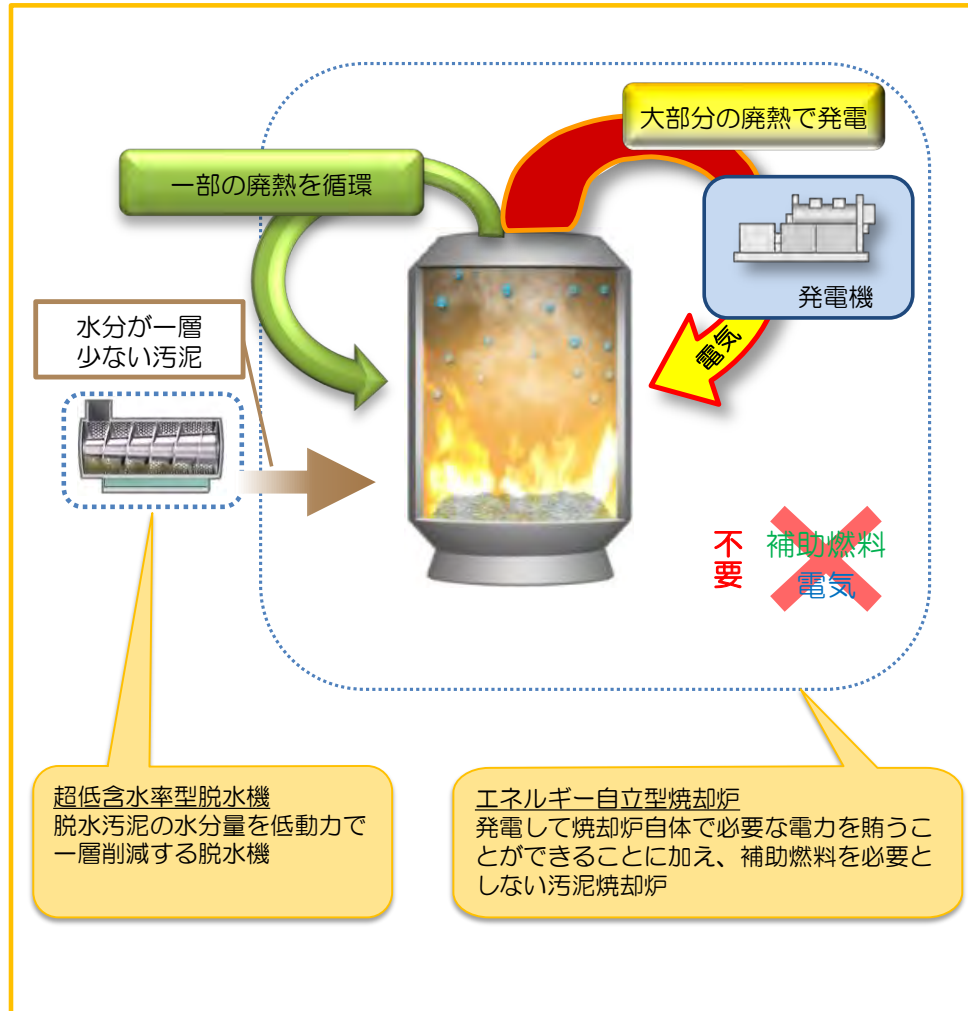 大部分の廃熱で発電
一部の廃熱を循環
発電機
電気
水分が一層
少ない汚泥
不要
補助燃料
電気
超低含水率型脱水機
脱水汚泥の水分量を低動力で
一層削減する脱水機
エネルギー自立型焼却炉
発電して焼却炉自体で必要な電力を賄うこ
とができることに加え、補助燃料を必要と
しない汚泥焼却炉